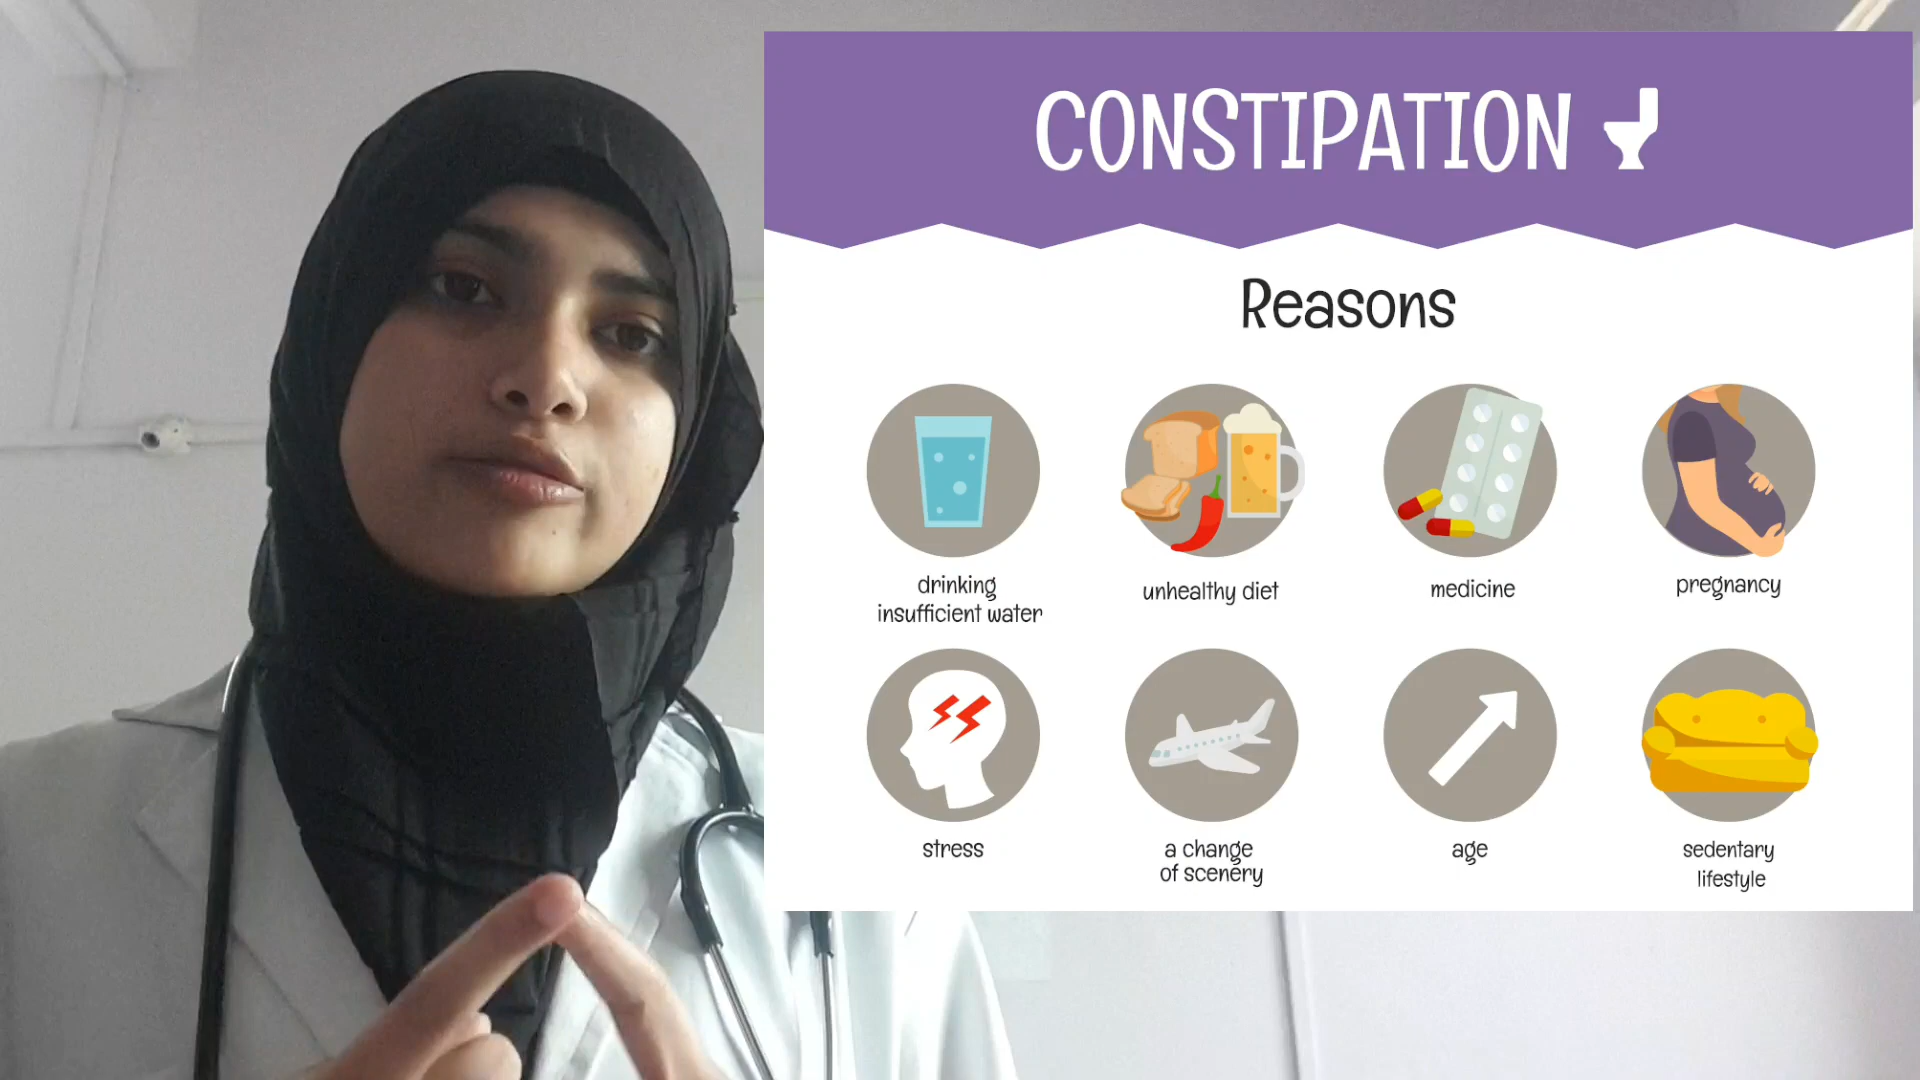 CONSTIPATION
Reasons
drinking
insufficient water
unhealthy diet
medicine
pregnancy
stress
a change
of scenery
age
sedentary
lifestyle